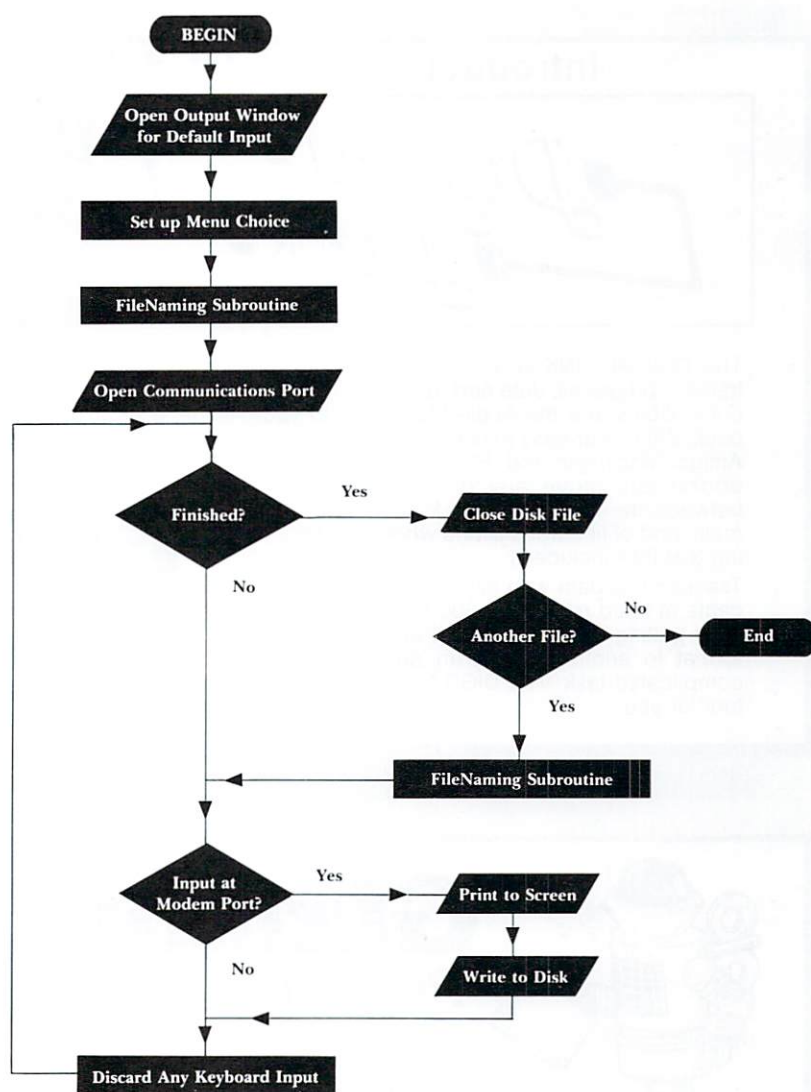 BEGIN
Open Output Window
for Default Input
Set up Menu Choice
FileNaming Subroutine
Open Communications Port
Finished?
Yes
Close Disk File
No
Another File?
No
End
Yes
FileNaming Subroutine
Input at
Modem Port?
Yes
Print to Screen
No
Write to Disk
Discard Any Keyboard Input